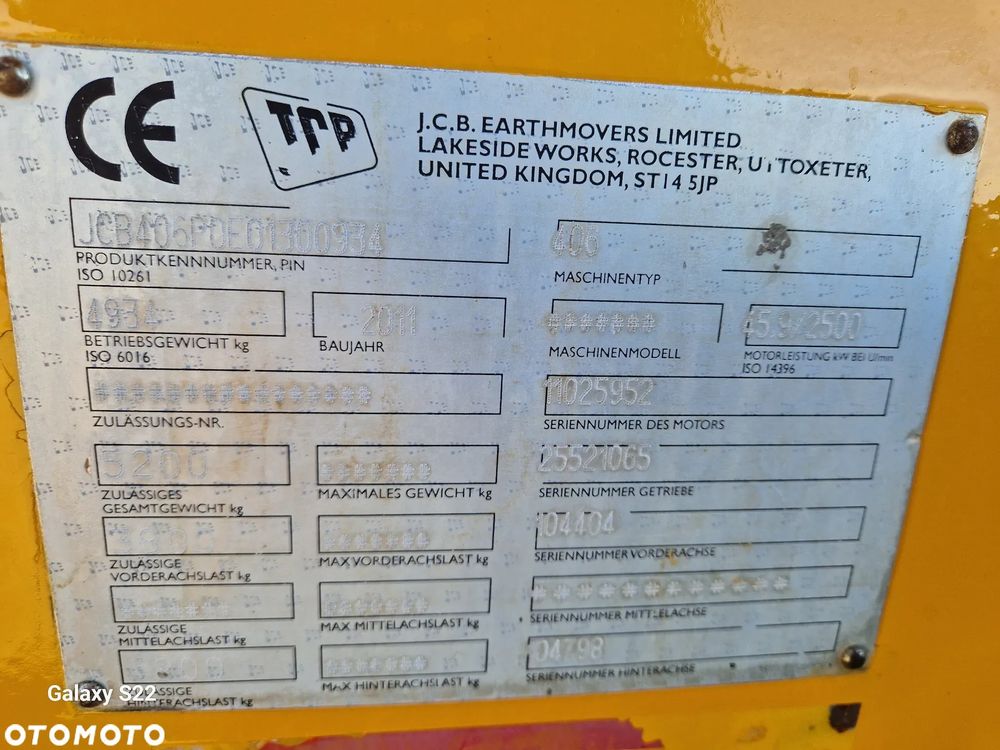 CE
JCB
J.C.B. EARTHMOVERS LIMITED
LAKESIDE WORKS, ROCESTER, UTTOXETER,
UNITED KINGDOM, ST14 5JP
PRODUKTKENNNUMMER, PIN
ISO 10261
406
MASCHINENTYP
4934
BETRIEBSGEWICHT kg
ISO 6016
2011
BAUJAHR
*******
MASCHINENMODELL
45.9/2500
MOTORLEISTUNG kW BEI U/min
ISO 14396
ZULÄSSUNGS-NR.
11025952
SERIENNUMMER DES MOTORS
5200
ZULÄSSIGES
GESAMTGEWICHT kg
*******
MAXIMALES GEWICHT kg
25521065
SERIENNUMMER GETRIEBE
ZULÄSSIGE
VORDERACHSLAST kg
*******
MAX VORDERACHSLAST kg
104404
SERIENNUMMER VORDERACHSE
*******
ZULÄSSIGE
MITTELACHSLAST kg
*******
MAX MITTELACHSLAST kg
SERIENNUMMER MITTELACHSE
ZULÄSSIGE
HINTERACHSLAST kg
*******
MAX HINTERACHSLAST kg
04798
SERIENNUMMER HINTERACHSE
Galaxy S22
OTOMOTO